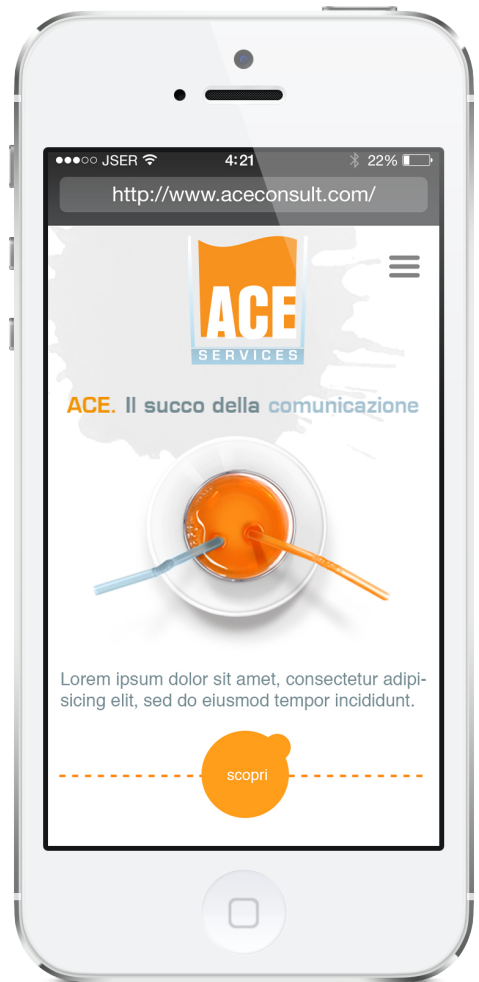 JSER 4:21 22%
http://www.aceconsult.com/
ACE
SERVICES
ACE. Il succo della comunicazione
Lorem ipsum dolor sit amet, consectetur adipi-
sicing elit, sed do eiusmod tempor incididunt.
scopri